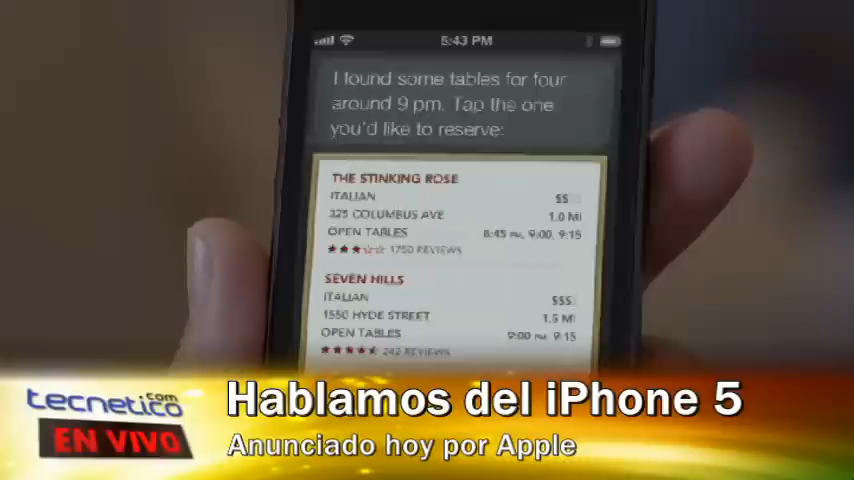 5:43 PM
I found some tables for four
around 9 pm. Tap the one
you'd like to reserve:
THE STINKING ROSE
ITALIAN $$
325 COLUMBUS AVE 1.0 MI
OPEN TABLES 8:45 PM, 9:00, 9:15
1750 REVIEWS
SEVEN HILLS
ITALIAN $$$
1550 HYDE STREET 1.5 MI
OPEN TABLES 9:00 PM, 9:15
242 REVIEWS
tecnetico.com
EN VIVO
Hablamos del iPhone 5
Anunciado hoy por Apple